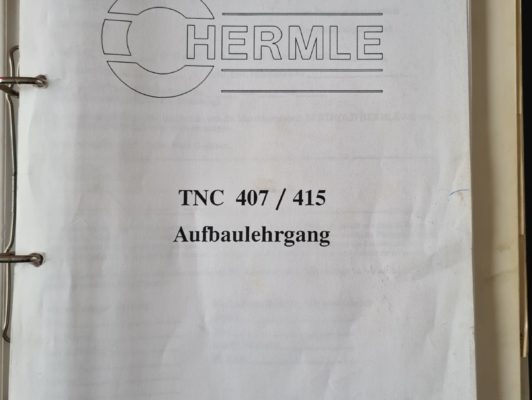 HERMLE
TNC 407 / 415
Aufbaulehrgang